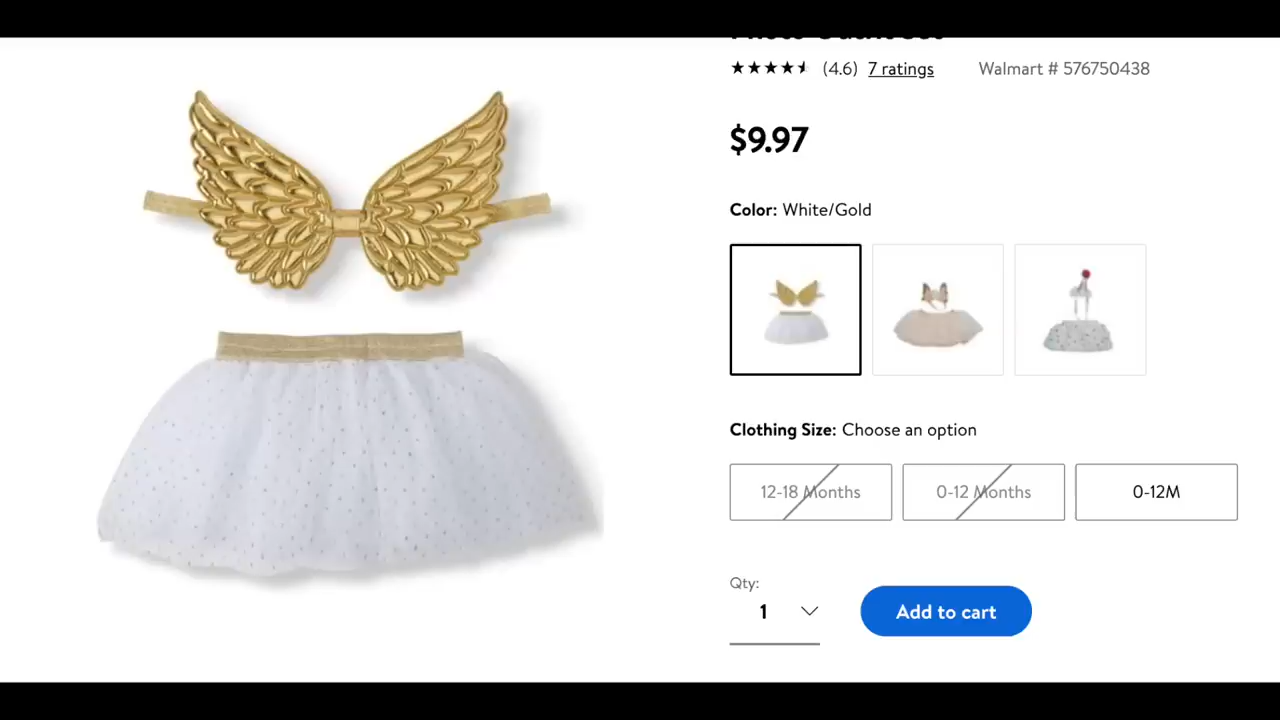 (4.6) 7 ratings Walmart # 576750438
$9.97
Color: White/Gold
Clothing Size: Choose an option
12-18 Months 0-12 Months 0-12M
Qty:
1 Add to cart